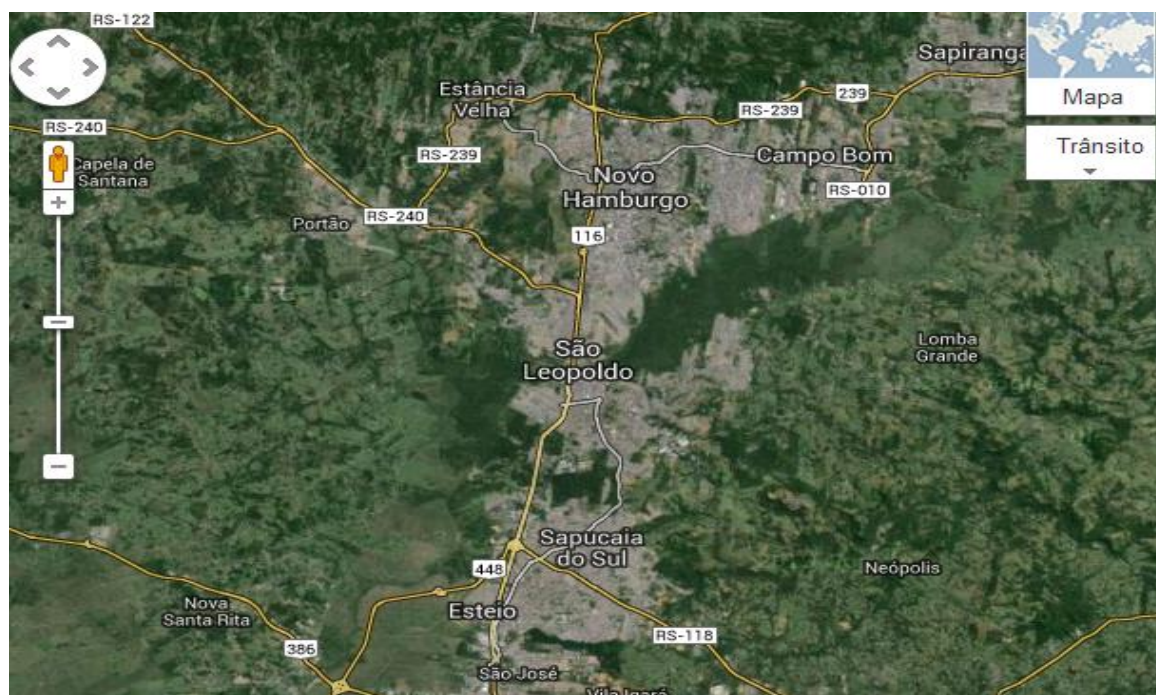 RS-122
Sapiranga
Mapa
Estância
Velha
239
RS-239
RS-240
Trânsito
Capela de
Santana
RS-239
Campo Bom
Novo
Hamburgo
RS-010
RS-240
Portão
116
São
Leopoldo
Lomba
Grande
Sapucaia
do Sul
448
Neópolis
Nova
Santa Rita
Esteio
RS-118
386
São José
Vila Igará